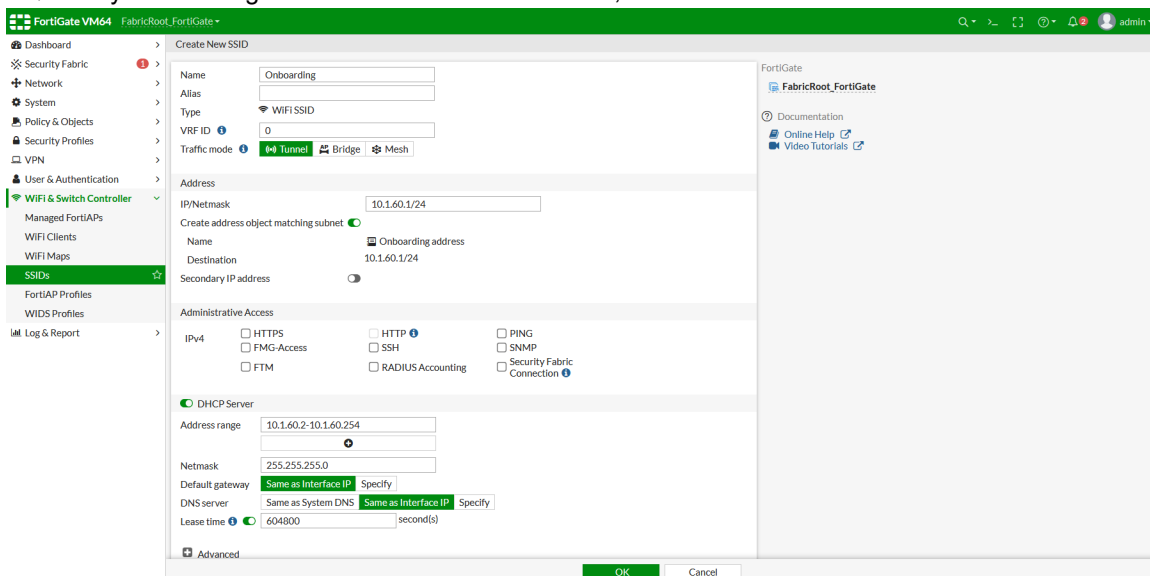 FortiGate VM64 FabricRoot_FortiGate
admin
2
Dashboard
Security Fabric 1
Network
System
Policy & Objects
Security Profiles
VPN
User & Authentication
WiFi & Switch Controller
Managed FortiAPs
WiFi Clients
WiFi Maps
SSIDs
FortiAP Profiles
WIDS Profiles
Log & Report
Create New SSID
Name Onboarding
Alias
Type WiFi SSID
VRF ID 0
Traffic mode Tunnel Bridge Mesh
Address
IP/Netmask 10.1.60.1/24
Create address object matching subnet
Name Onboarding address
Destination 10.1.60.1/24
Secondary IP address
Administrative Access
IPv4 HTTPS HTTP PING
FMG-Access SSH SNMP
FTM RADIUS Accounting Security Fabric Connection
DHCP Server
Address range 10.1.60.2-10.1.60.254
Netmask 255.255.255.0
Default gateway Same as Interface IP Specify
DNS server Same as System DNS Same as Interface IP Specify
Lease time 604800 second(s)
Advanced
OK Cancel
FortiGate
FabricRoot_FortiGate
Documentation
Online Help
Video Tutorials